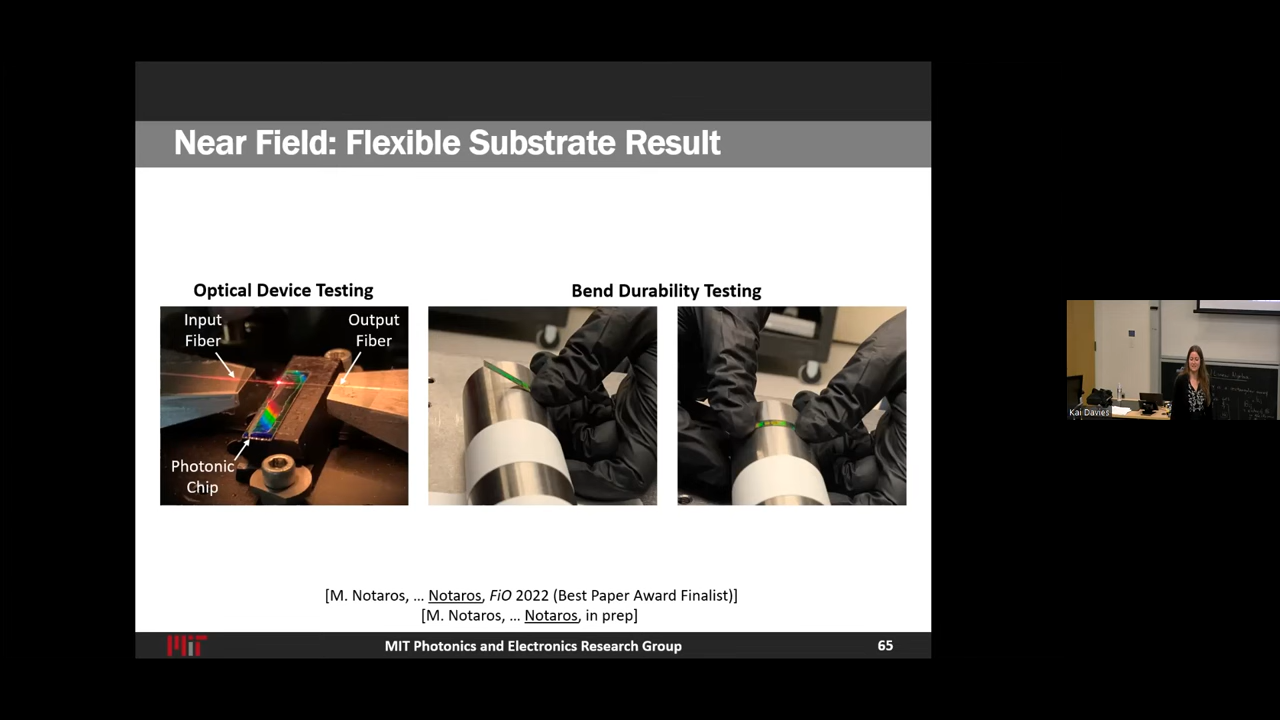 Near Field: Flexible Substrate Result
Optical Device Testing
Bend Durability Testing
Input
Fiber
Output
Fiber
Photonic
Chip
[M. Notaros, ... Notaros, FiO 2022 (Best Paper Award Finalist)]
[M. Notaros, ... Notaros, in prep]
MIT
MIT Photonics and Electronics Research Group
65
Kai Davies